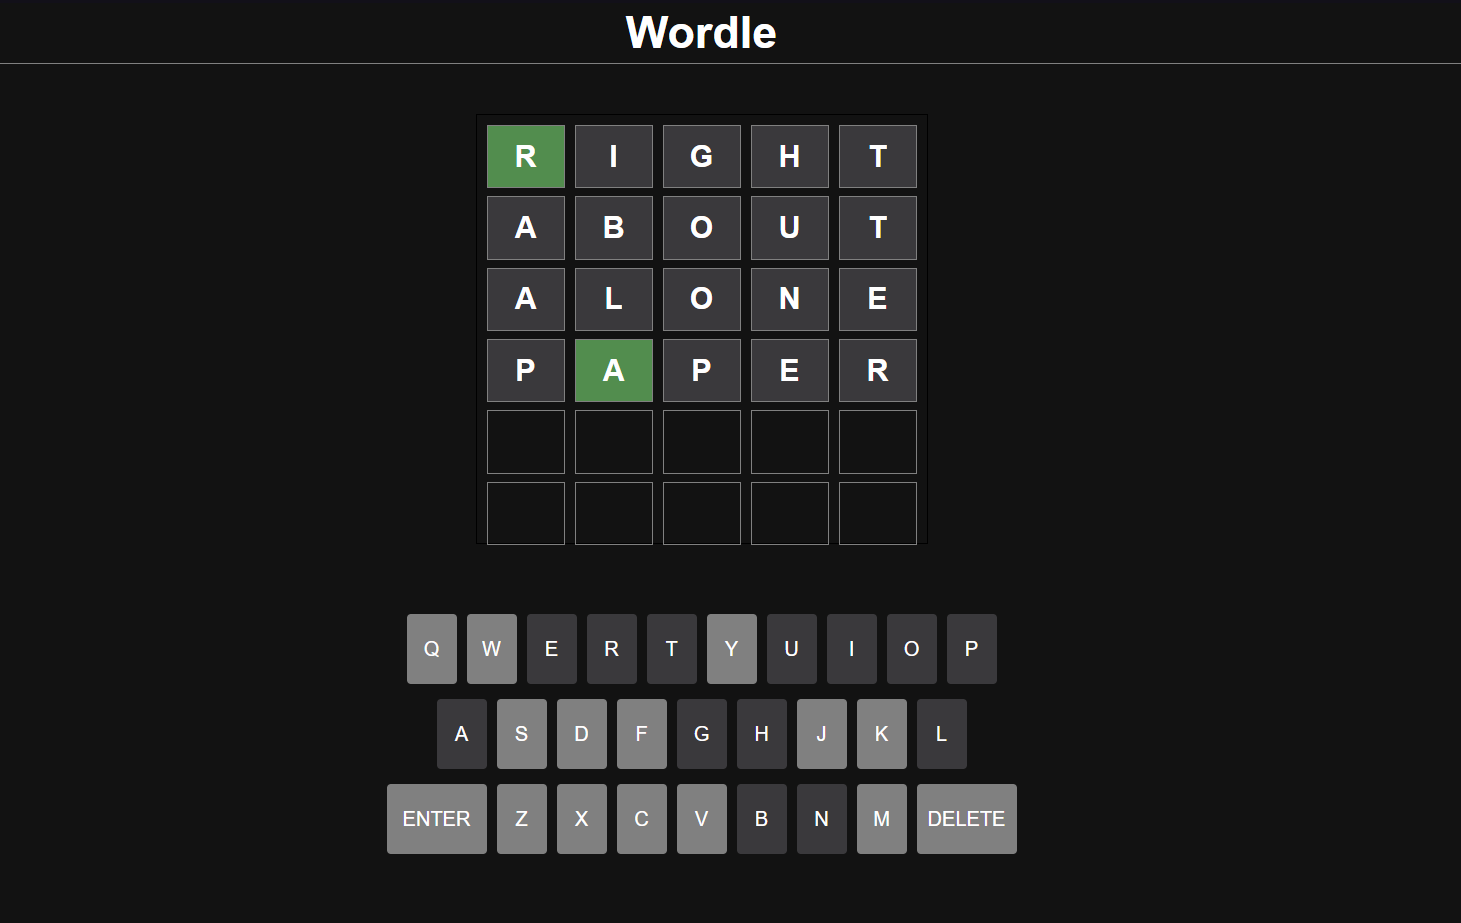 Wordle
R I G H T
A B O U T
A L O N E
P A P E R
Q W E R T Y U I O P
A S D F G H J K L
ENTER Z X C V B N M DELETE